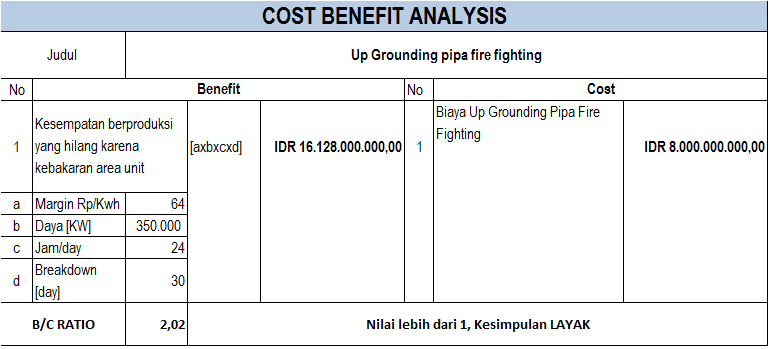 COST BENEFIT ANALYSIS
Judul Up Grounding pipa fire fighting
No Benefit No Cost
1 Kesempatan berproduksi yang hilang karena kebakaran area unit [axbxcxd] IDR 16.128.000.000,00 1 Biaya Up Grounding Pipa Fire Fighting IDR 8.000.000.000,00
a Margin Rp/Kwh 64
b Daya [KW] 350.000
c Jam/day 24
d Breakdown [day] 30
B/C RATIO 2,02 Nilai lebih dari 1, Kesimpulan LAYAK